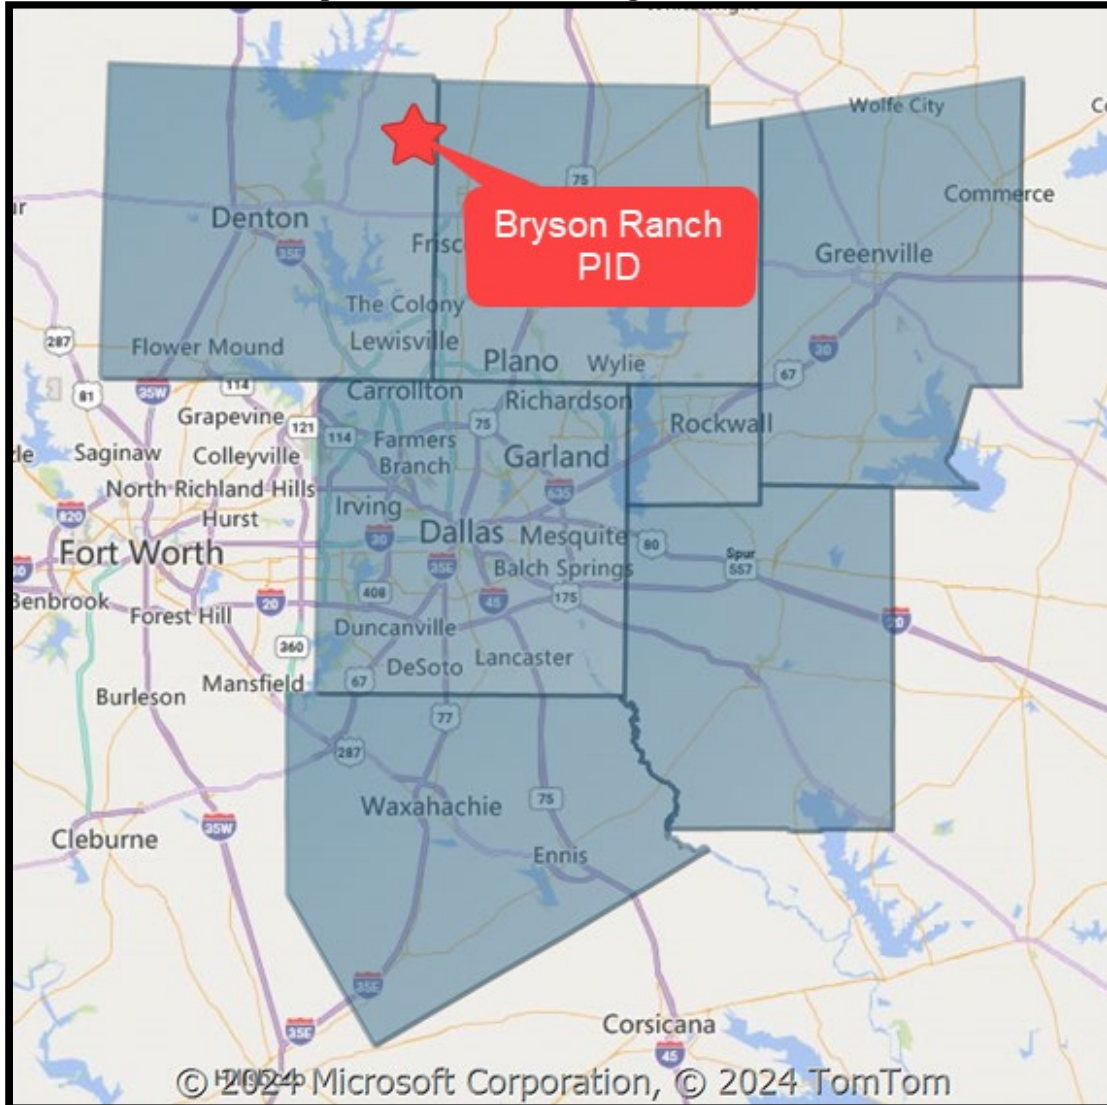 Wolfe City
75
Commerce
Bryson Ranch
PID
Denton
35E
Greenville
The Colony
287
Flower Mound
Lewisville
30
Plano
Wylie
67
35W
114
Carrollton
81
Grapevine
121
114
75
Richardson
Rockwall
Saginaw
Colleyville
Farmers
Branch
Garland
North Richland Hills
635
820
Hurst
Irving
30
Dallas
Mesquite
80
Spur
557
Fort Worth
35E
Balch Springs
Benbrook
Forest Hill
20
408
45
175
20
360
Duncanville
DeSoto
Lancaster
Burleson
Mansfield
67
77
287
Waxahachie
75
35W
Cleburne
Ennis
35E
35E
Corsicana
45
© 2024 Microsoft Corporation, © 2024 TomTom